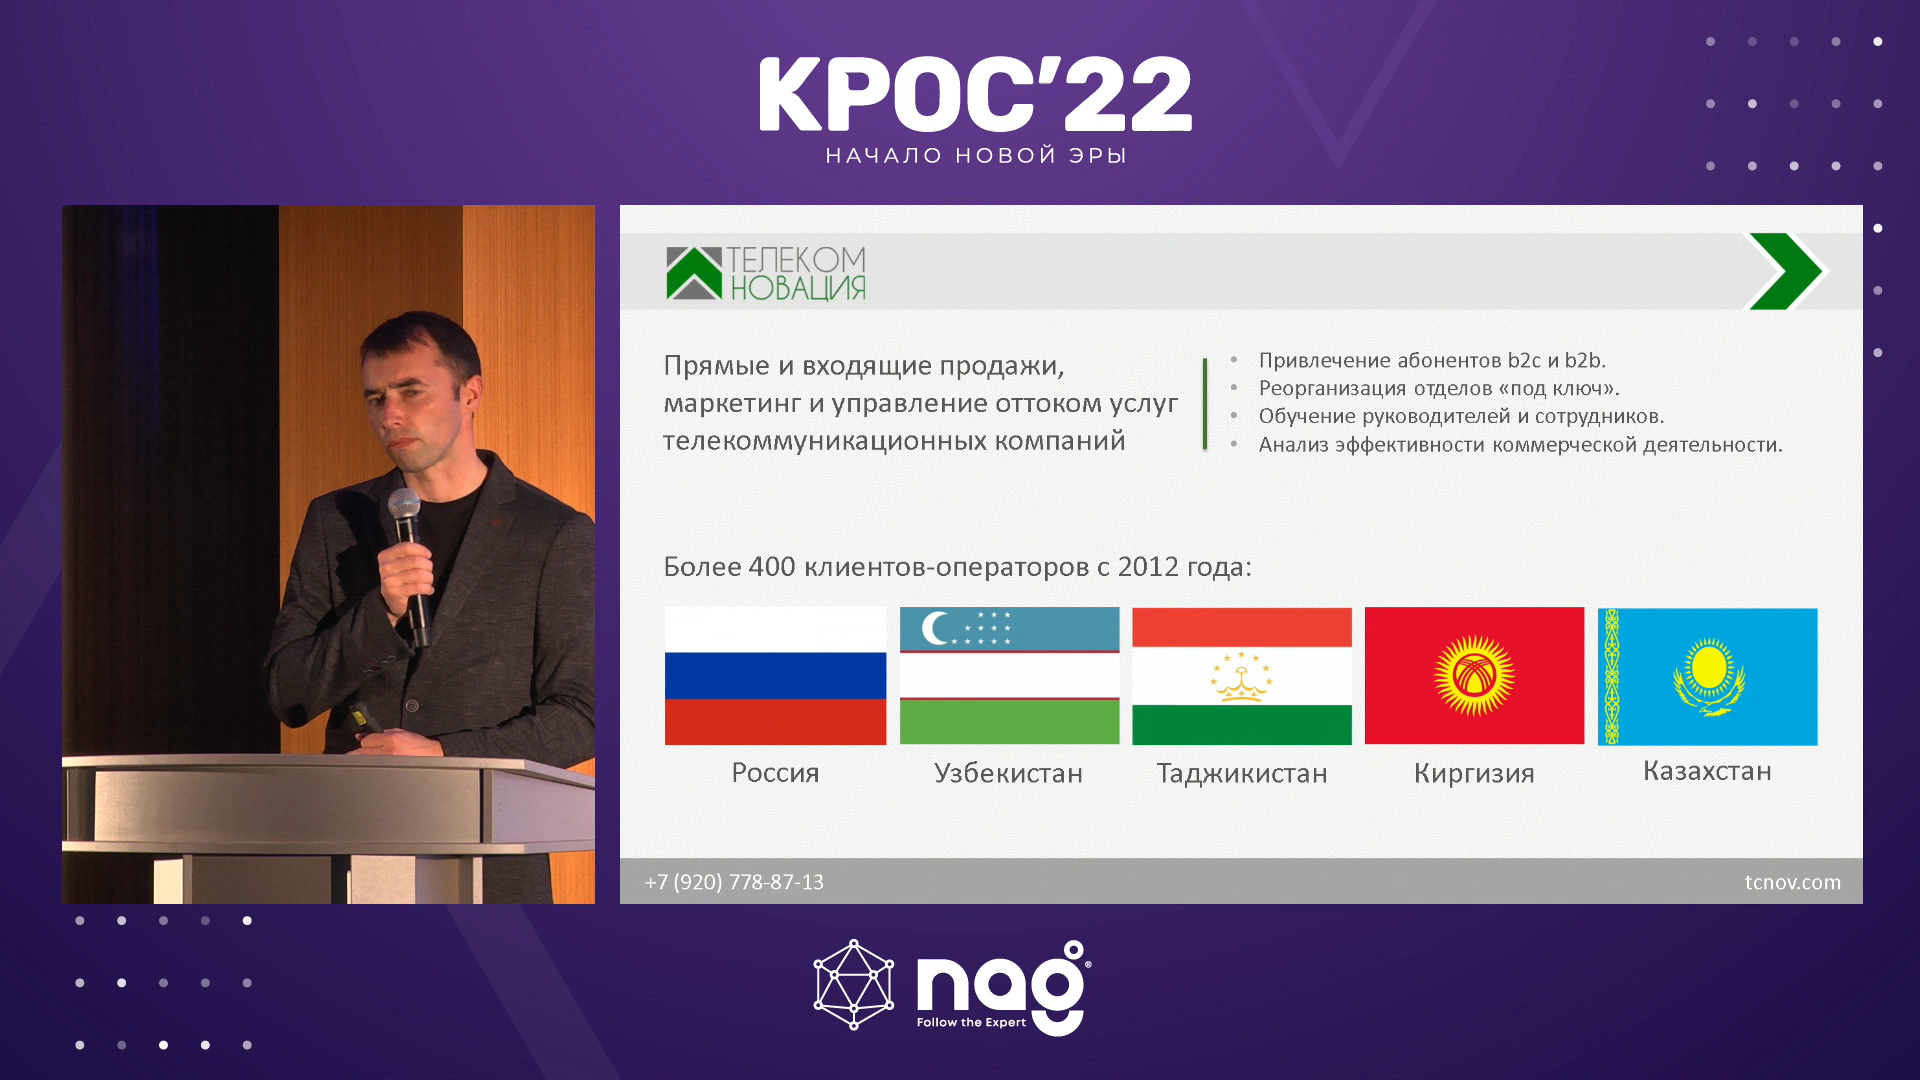 КРОС’22
НАЧАЛО НОВОЙ ЭРЫ
ТЕЛЕКОМ
НОВАЦИЯ
Прямые и входящие продажи,
маркетинг и управление оттоком услуг
телекоммуникационных компаний
• Привлечение абонентов b2c и b2b.
• Реорганизация отделов «под ключ».
• Обучение руководителей и сотрудников.
• Анализ эффективности коммерческой деятельности.
Более 400 клиентов-операторов с 2012 года:
Россия
Узбекистан
Таджикистан
Киргизия
Казахстан
+7 (920) 778-87-13
tcnov.com
nag®
Follow the Expert